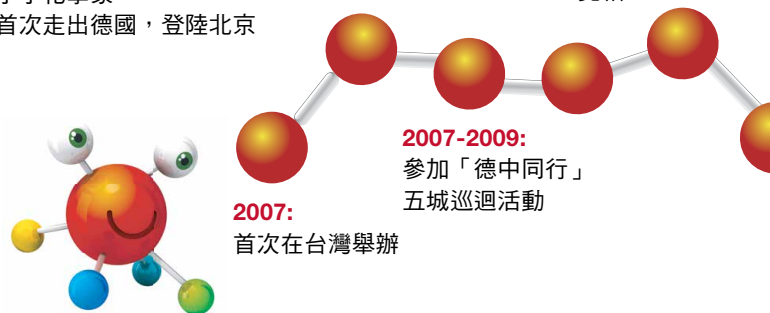 首次走出德國，登陸北京
2007-2009:
參加「德中同行」
五城巡迴活動
2007:
首次在台灣舉辦